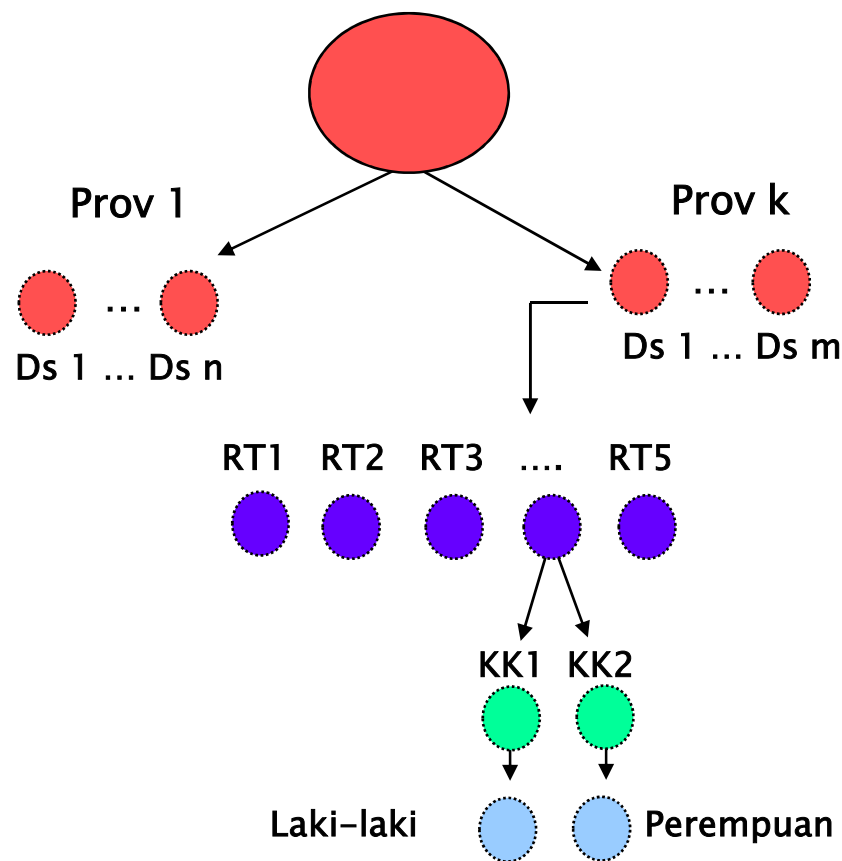 Prov 1
Prov k
...
...
Ds 1 ... Ds n
Ds 1 ... Ds m
RT1 RT2 RT3 .... RT5
KK1 KK2
Laki-laki
Perempuan